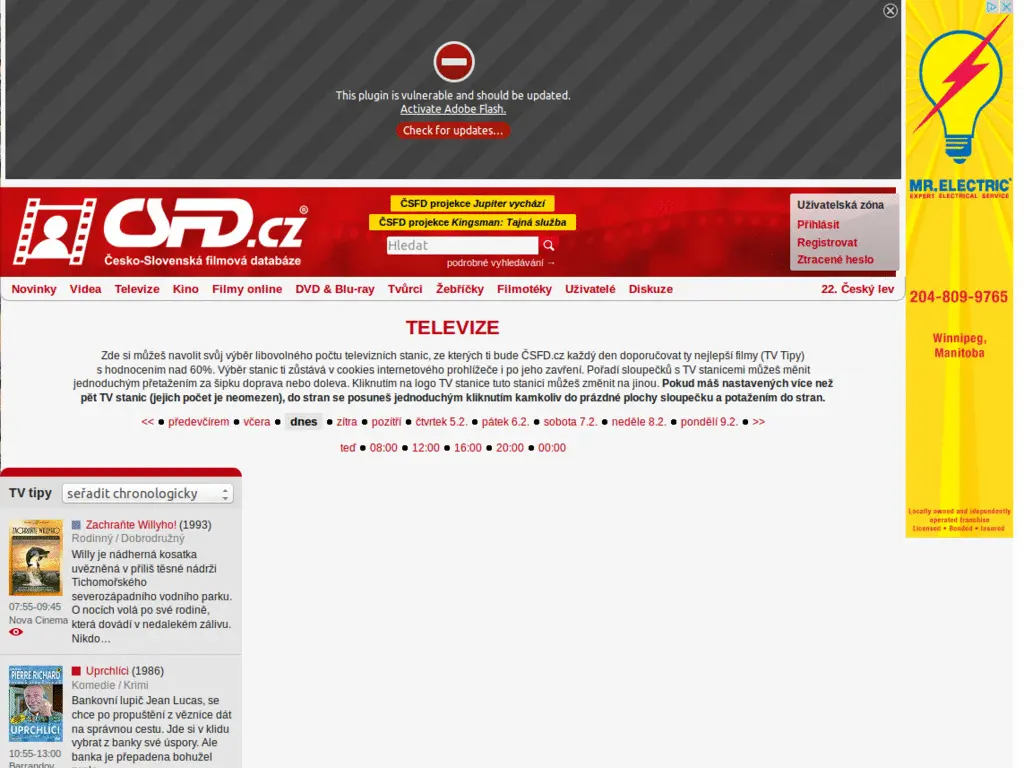 This plugin is vulnerable and should be updated.
Activate Adobe Flash.
Check for updates...
MR. ELECTRIC
EXPERT ELECTRICAL SERVICE
204-809-9765
Winnipeg,
Manitoba
Locally owned and independently
operated franchise
Licensed • Bonded • Insured
ČSFD.cz®
Česko-Slovenská filmová databáze
ČSFD projekce Jupiter vychází
ČSFD projekce Kingsman: Tajná služba
Hledat
podrobné vyhledávání →
Uživatelská zóna
Přihlásit
Registrovat
Ztracené heslo
Novinky Videa Televize Kino Filmy online DVD & Blu-ray Tvůrci Žebříčky Filmotéky Uživatelé Diskuze 22. Český lev
TELEVIZE
Zde si můžeš navolit svůj výběr libovolného počtu televizních stanic, ze kterých ti bude ČSFD.cz každý den doporučovat ty nejlepší filmy (TV Tipy)
s hodnocením nad 60%. Výběr stanic ti zůstává v cookies internetového prohlížeče i po jeho zavření. Pořadí sloupečků s TV stanicemi můžeš měnit
jednoduchým přetažením za šipku doprava nebo doleva. Kliknutím na logo TV stanice tuto stanici můžeš změnit na jinou. Pokud máš nastavených více než
pět TV stanic (jejich počet je neomezen), do stran se posuneš jednoduchým kliknutím kamkoliv do prázdné plochy sloupečku a potažením do stran.
<< ● předevčírem ● včera ● dnes ● zítra ● pozítří ● čtvrtek 5.2. ● pátek 6.2. ● sobota 7.2. ● neděle 8.2. ● pondělí 9.2. ● >>
teď ● 08:00 ● 12:00 ● 16:00 ● 20:00 ● 00:00
TV tipy seřadit chronologicky
ZACHRAŇTE WILLYHO
07:55-09:45
Nova Cinema
Zachraňte Willyho! (1993)
Rodinný / Dobrodružný
Willy je nádherná kosatka
uvězněná v příliš těsné nádrži
Tichomořského
severozápadního vodního parku.
O nocích volá po své rodině,
která dovádí v nedalekém zálivu.
Nikdo…
PIERRE RICHARD
UPRCHLÍCI
10:55-13:00
Barrandov
Uprchlíci (1986)
Komedie / Krimi
Bankovní lupič Jean Lucas, se
chce po propuštění z věznice dát
na správnou cestu. Jde si v klidu
vybrat z banky své úspory. Ale
banka je přepadena bohužel